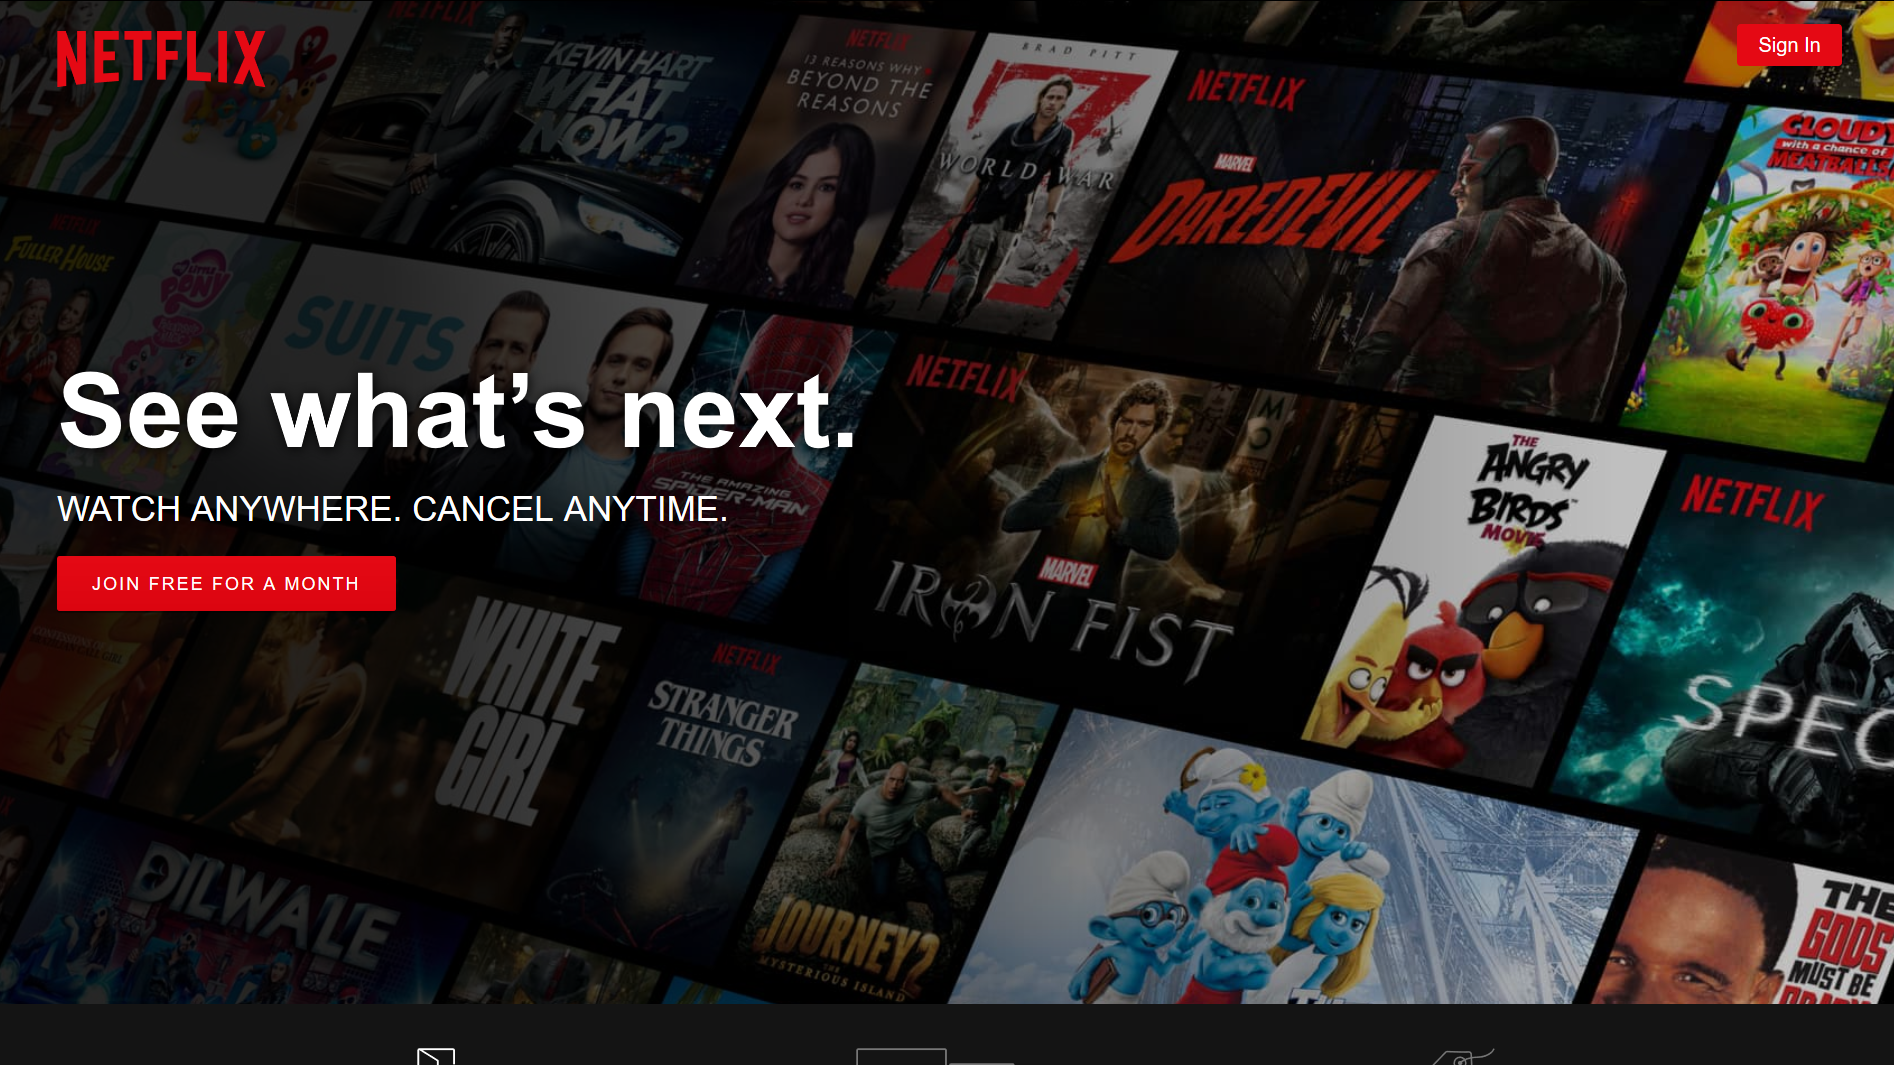 NETFLIX
Sign In
See what's next.
WATCH ANYWHERE. CANCEL ANYTIME.
JOIN FREE FOR A MONTH
NETFLIX
KEVIN HART
WHAT
NOW?
NETFLIX
13 REASONS WHY
BEYOND THE
REASONS
BRAD PITT
WORLD WAR
Z
NETFLIX
MARVEL
DAREDEVIL
CLOUDY
with a chance of
MEATBALLS
NETFLIX
FULLER HOUSE
MY LITTLE
PONY
SUITS
THE AMAZING
SPIDER-MAN
NETFLIX
MARVEL
IRON FIST
THE
ANGRY
BIRDS™
MOVIE
NETFLIX
SPEC
WHITE
GIRL
NETFLIX
STRANGER
THINGS
JOURNEY 2
THE
MYSTERIOUS ISLAND
DILWALE
THE
GODS
MUST BE